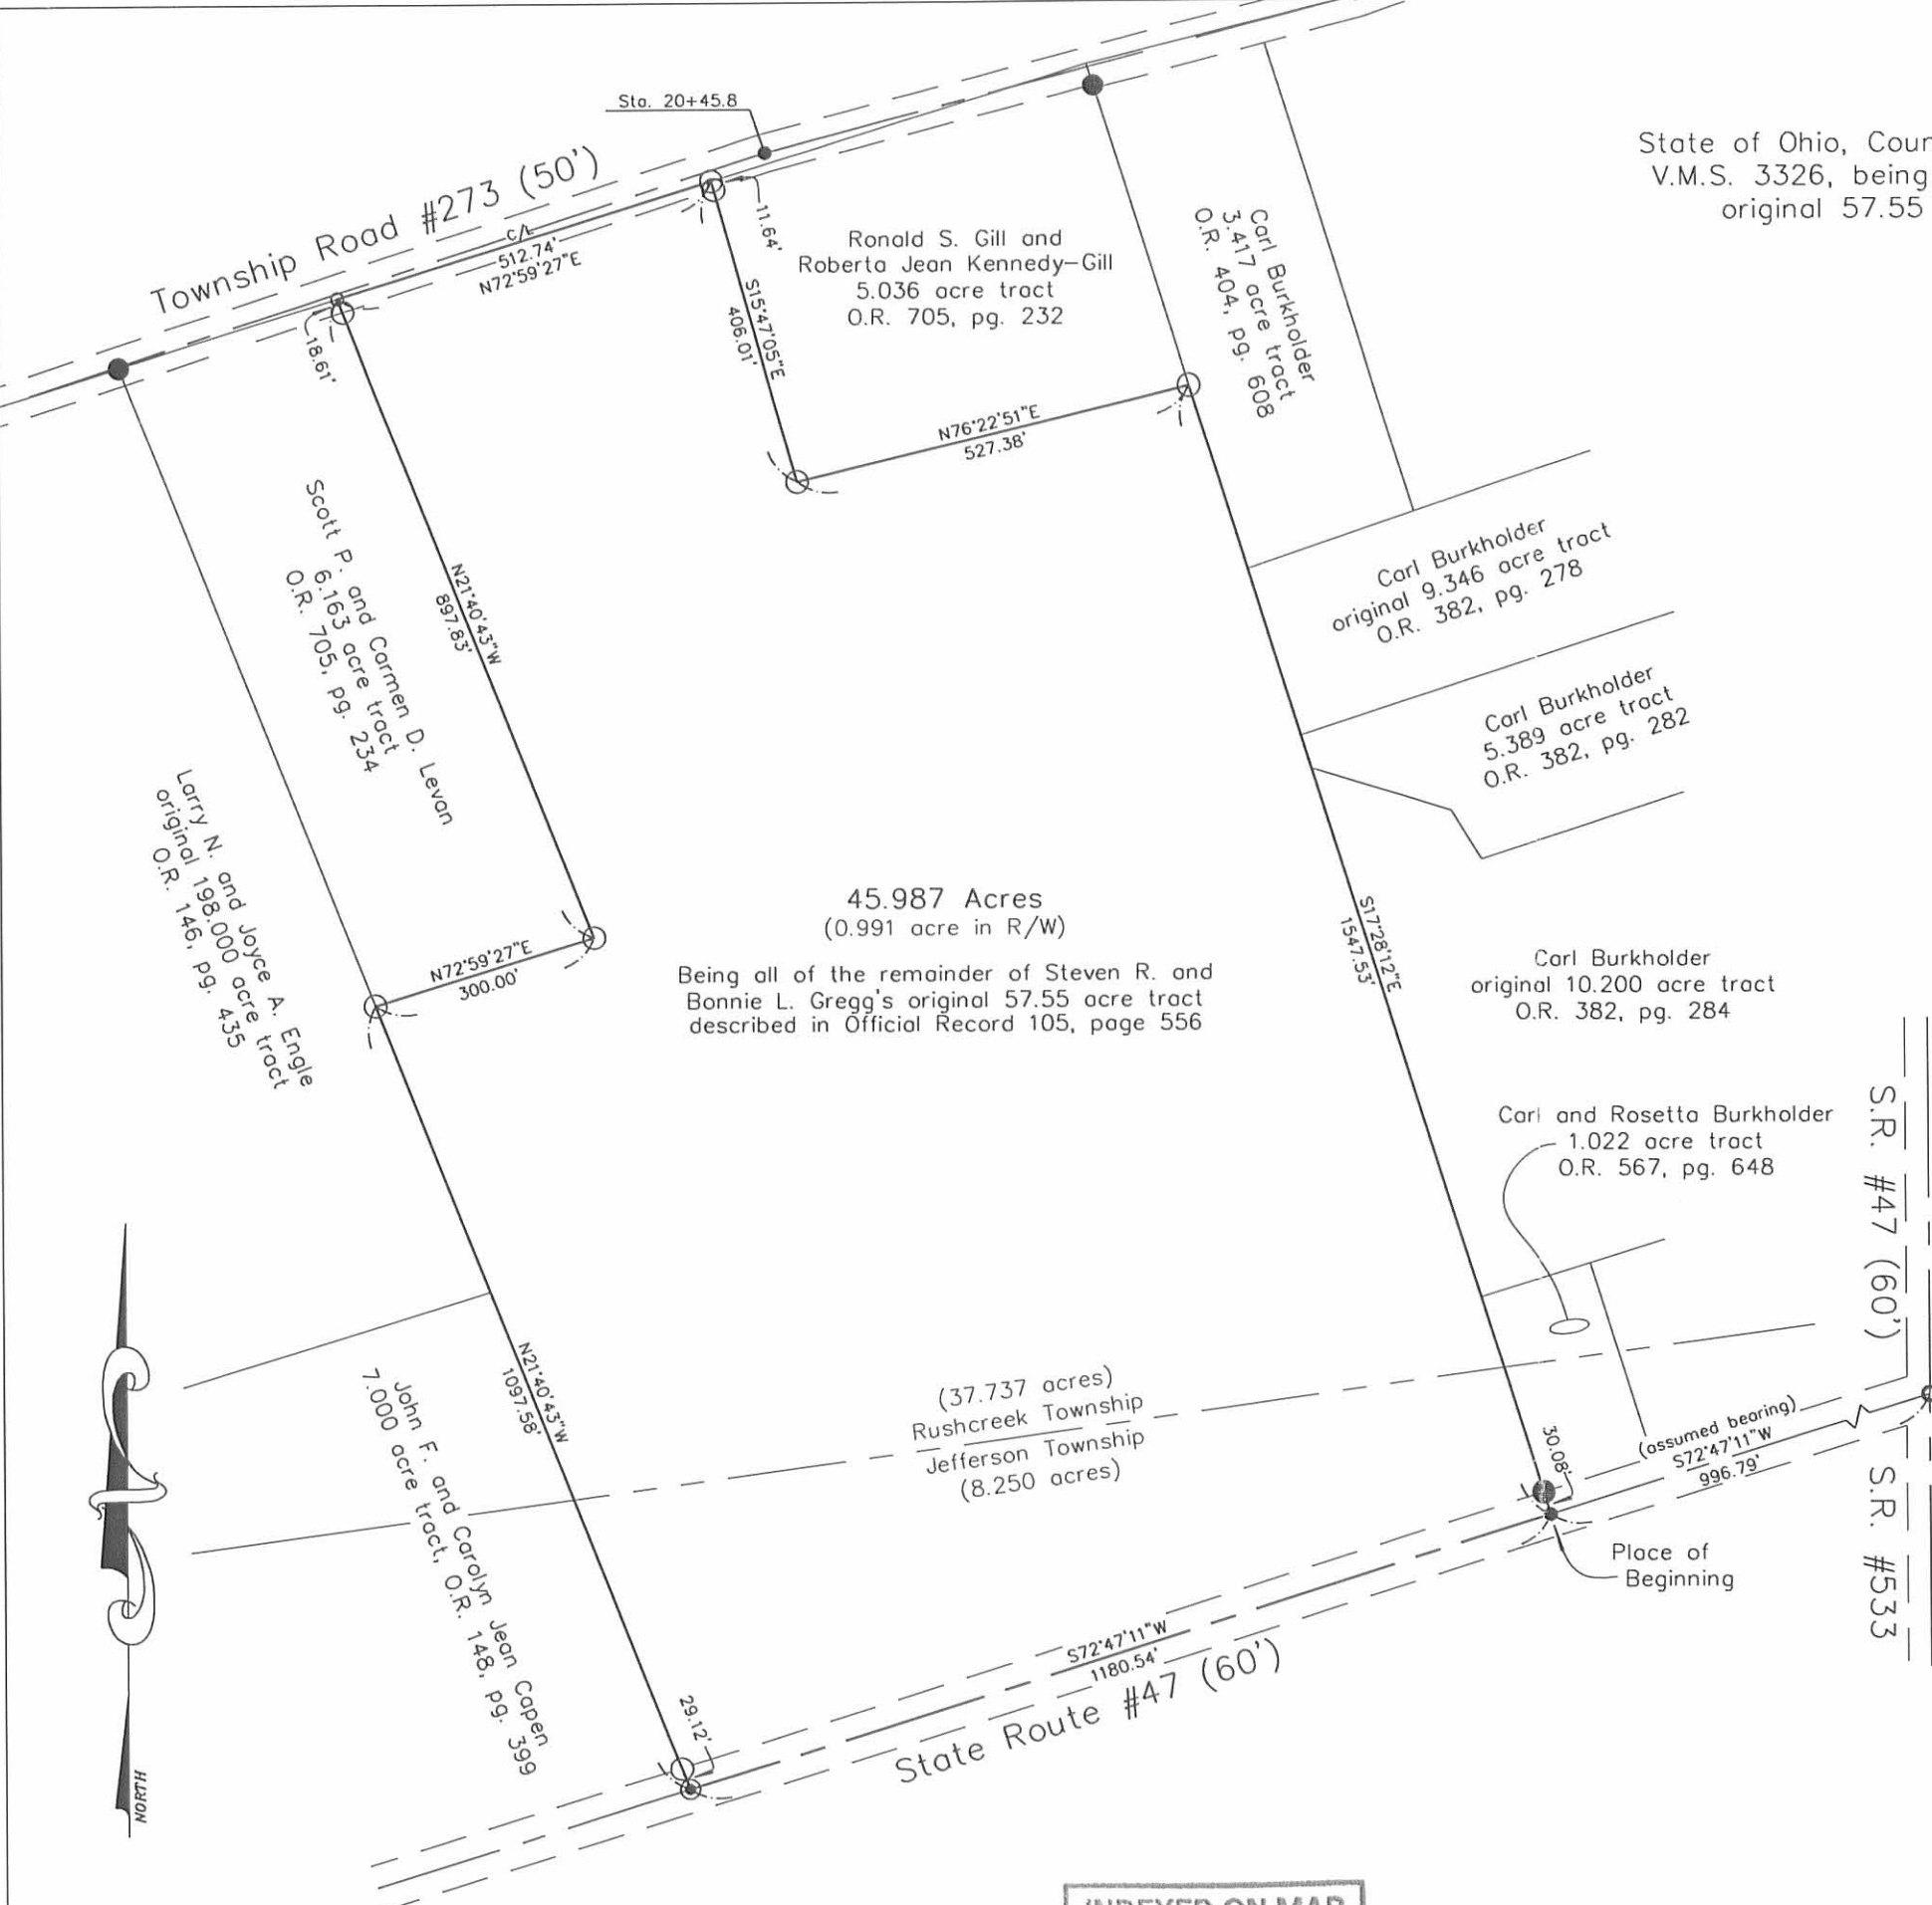 Sta. 20+45.8
State of Ohio, Coun
V.M.S. 3326, being
original 57.55
Township Road #273 (50')
C/L
512.74'
N72°59'27"E
11.64'
18.61'
Ronald S. Gill and
Roberta Jean Kennedy-Gill
5.036 acre tract
O.R. 705, pg. 232
S15°47'05"E
406.01'
Carl Burkholder
3.417 acre tract
O.R. 404, pg. 608
N76°22'51"E
527.38'
Scott P. and Carmen D. Levan
6.163 acre tract
O.R. 705, pg. 234
N21°40'43"W
897.83'
Carl Burkholder
original 9.346 acre tract
O.R. 382, pg. 278
Carl Burkholder
5.389 acre tract
O.R. 382, pg. 282
Larry N. and Joyce A. Engle
original 198.000 acre tract
O.R. 146, pg. 435
N72°59'27"E
300.00'
45.987 Acres
(0.991 acre in R/W)
Being all of the remainder of Steven R. and
Bonnie L. Gregg's original 57.55 acre tract
described in Official Record 105, page 556
S17°28'12"E
1547.53'
Carl Burkholder
original 10.200 acre tract
O.R. 382, pg. 284
Carl and Rosetta Burkholder
1.022 acre tract
O.R. 567, pg. 648
S.R. #47 (60')
S.R. #533
N21°40'43"W
1097.58'
John F. and Carolyn Jean Capen
7.000 acre tract, O.R. 148, pg. 399
(37.737 acres)
Rushcreek Township
Jefferson Township
(8.250 acres)
30.08'
(assumed bearing)
S72°47'11"W
996.79'
Place of
Beginning
S72°47'11"W
1180.54'
State Route #47 (60')
29.12'
NORTH
INDEXED ON MAP